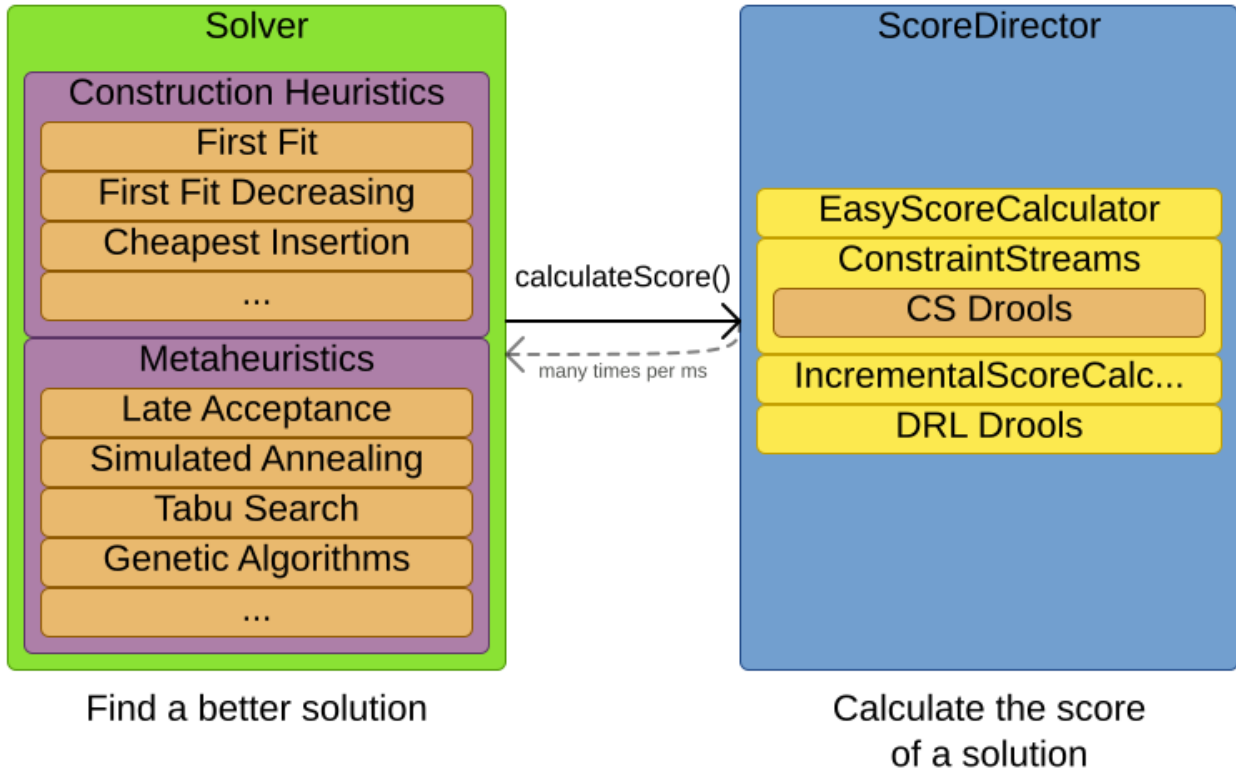 Solver
Construction Heuristics
First Fit
First Fit Decreasing
Cheapest Insertion
...
Metaheuristics
Late Acceptance
Simulated Annealing
Tabu Search
Genetic Algorithms
...
Find a better solution
calculateScore()
many times per ms
ScoreDirector
EasyScoreCalculator
ConstraintStreams
CS Drools
IncrementalScoreCalc...
DRL Drools
Calculate the score
of a solution